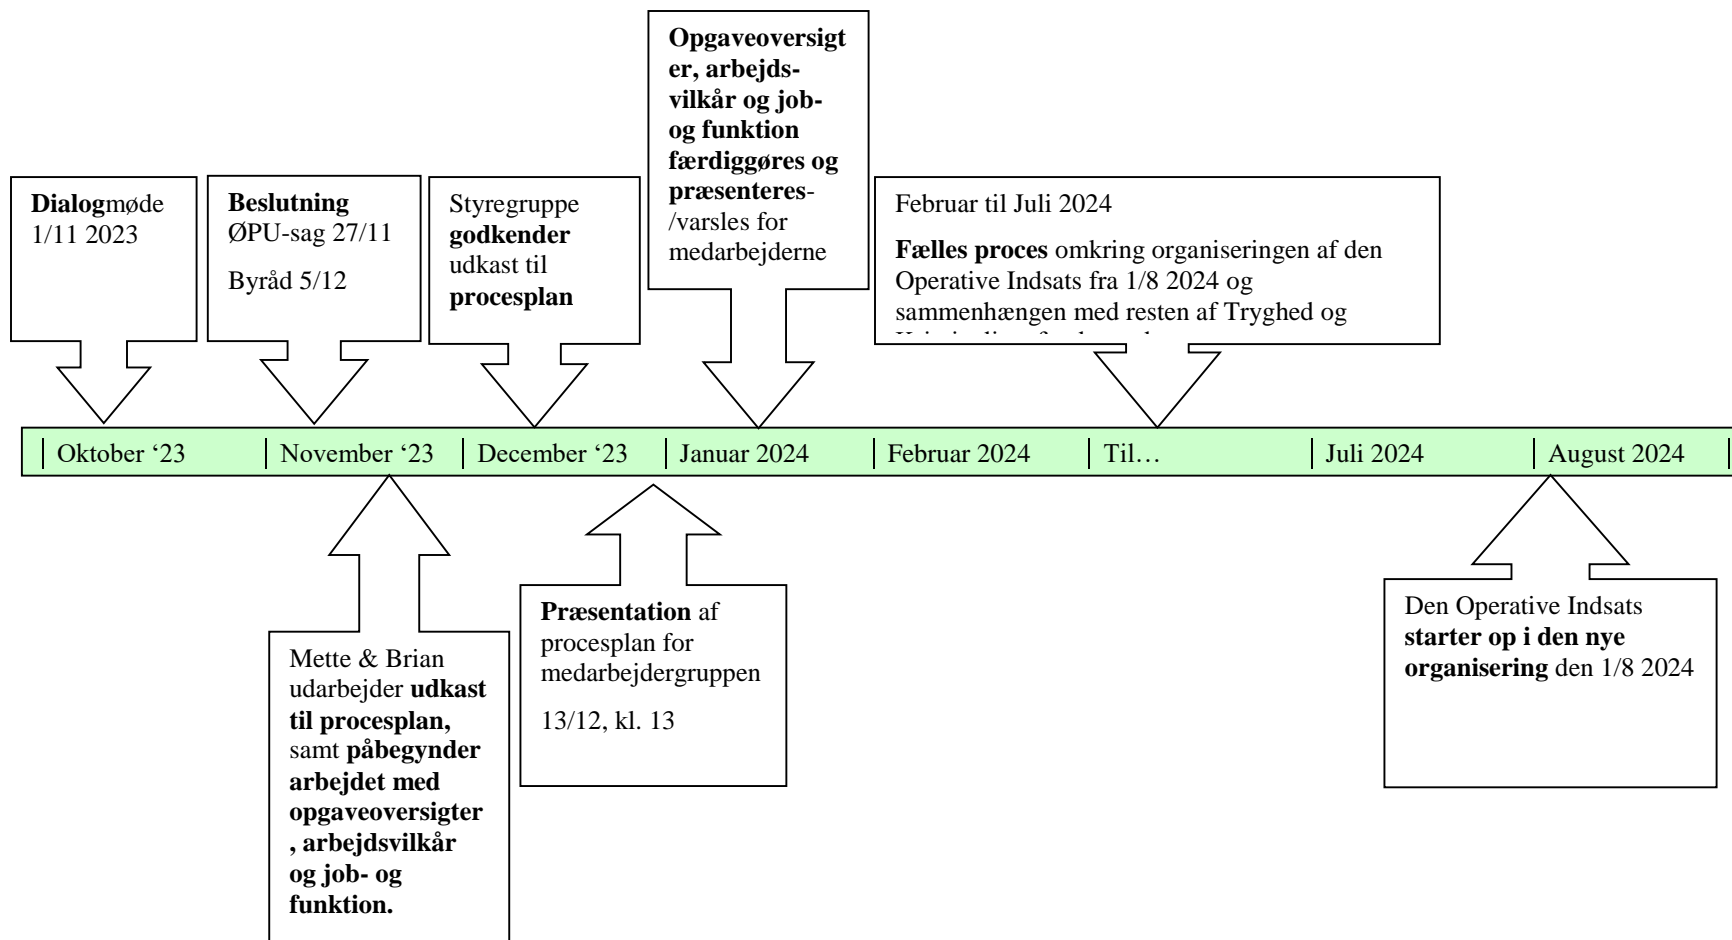 Opgaveoversigt
er, arbejds-
vilkår og job-
og funktion
færdiggøres og
præsenteres-
/varsles for
medarbejderne
Dialogmøde
1/11 2023
Beslutning
ØPU-sag 27/11
Byråd 5/12
Styregruppe
godkender
udkast til
procesplan
Februar til Juli 2024
Fælles proces omkring organiseringen af den
Operative Indsats fra 1/8 2024 og
sammenhængen med resten af Tryghed og
Oktober ‘23
November ‘23
December ‘23
Januar 2024
Februar 2024
Til…
Juli 2024
August 2024
Mette & Brian
udarbejder udkast
til procesplan,
samt påbegynder
arbejdet med
opgaveoversigter
, arbejdsvilkår
og job- og
funktion.
Præsentation af
procesplan for
medarbejdergruppen
13/12, kl. 13
Den Operative Indsats
starter op i den nye
organisering den 1/8 2024